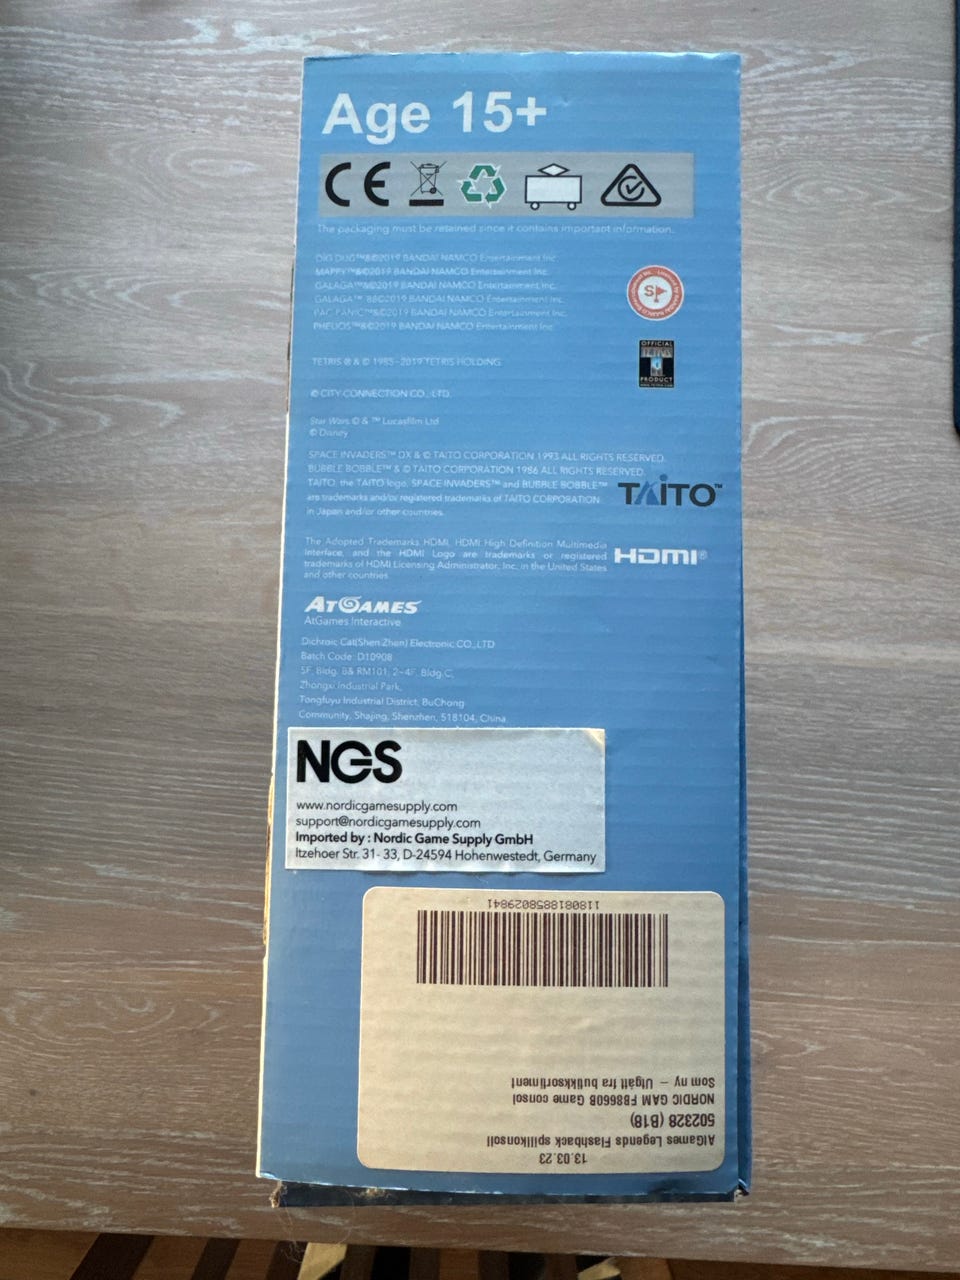 Age 15+
CE
The packaging must be retained since it contains important information.
DIG DUG™&©2019 BANDAI NAMCO Entertainment Inc.
MAPPY™&©2019 BANDAI NAMCO Entertainment Inc.
GALAGA™&©2019 BANDAI NAMCO Entertainment Inc.
GALAGA™ '88©2019 BANDAI NAMCO Entertainment Inc.
PAC PANIC™&©2019 BANDAI NAMCO Entertainment Inc.
PHELIOS™&©2019 BANDAI NAMCO Entertainment Inc.
TETRIS ® & © 1985~2019 TETRIS HOLDING.
OFFICIAL
TETRIS
PRODUCT
© CITY CONNECTION CO., LTD.
Star Wars © & ™ Lucasfilm Ltd
© Disney
SPACE INVADERS™ DX & © TAITO CORPORATION 1993 ALL RIGHTS RESERVED.
BUBBLE BOBBLE™ & © TAITO CORPORATION 1986 ALL RIGHTS RESERVED.
TAITO, the TAITO logo, SPACE INVADERS™ and BUBBLE BOBBLE™
are trademarks and/or registered trademarks of TAITO CORPORATION
in Japan and/or other countries.
TAITO™
The Adopted Trademarks HDMI, HDMI High Definition Multimedia
Interface, and the HDMI Logo are trademarks or registered
trademarks of HDMI Licensing Administrator, Inc. in the United States
and other countries
HDMI®
ATGAMES
AtGames Interactive
Dichroic Cat(Shen Zhen) Electronic CO.,LTD
Batch Code: D10908
5F, Bldg. B& RM101, 2~4F, Bldg.C,
Zhongxi Industrial Park,
Tongfuyu Industrial District, BuChong
Community, Shajing, Shenzhen, 518104, China
NGS
www.nordicgamesupply.com
support@nordicgamesupply.com
Imported by : Nordic Game Supply GmbH
Itzehoer Str. 31- 33, D-24594 Hohenwestedt, Germany
13.03.23
AtGames Legends Flashback spillkonsoll
502328 (B18)
NORDIC GAM FB8660B Game consol
Som ny – Utgått fra butikksortiment
11808188588029841